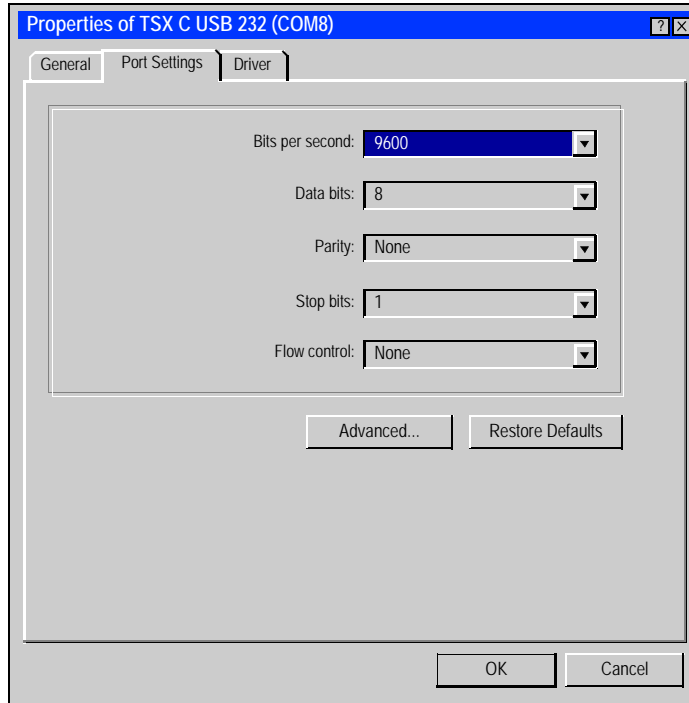 Properties of TSX C USB 232 (COM8)
? X
General Port Settings Driver
Bits per second: 9600
Data bits: 8
Parity: None
Stop bits: 1
Flow control: None
Advanced... Restore Defaults
OK Cancel